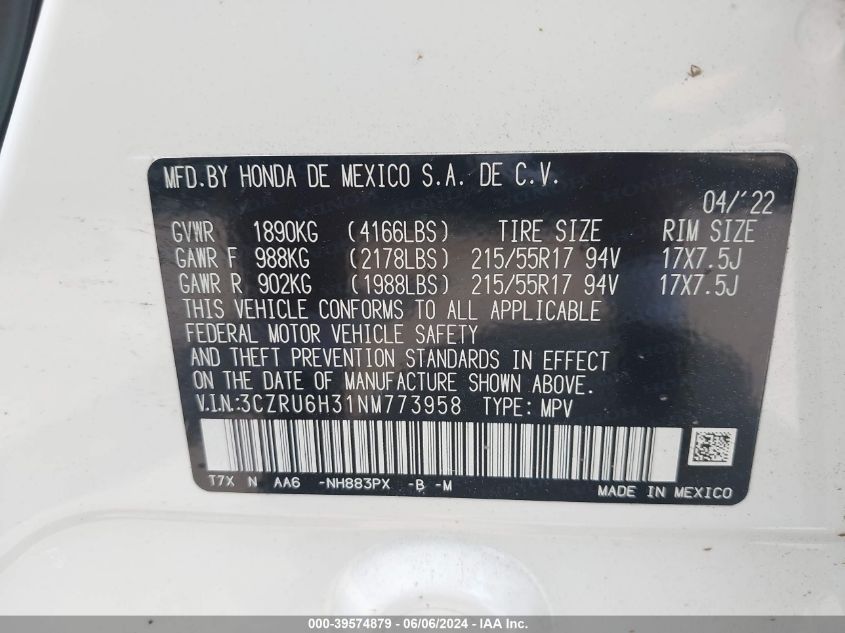 MFD.BY HONDA DE MEXICO S.A. DE C.V.
04/'22
GVWR 1890KG (4166LBS) TIRE SIZE RIM SIZE
GAWR F 988KG (2178LBS) 215/55R17 94V 17X7.5J
GAWR R 902KG (1988LBS) 215/55R17 94V 17X7.5J
THIS VEHICLE CONFORMS TO ALL APPLICABLE
FEDERAL MOTOR VEHICLE SAFETY
AND THEFT PREVENTION STANDARDS IN EFFECT
ON THE DATE OF MANUFACTURE SHOWN ABOVE.
V.I.N.:3CZRU6H31NM773958 TYPE: MPV
T7X N AA6 -NH883PX -B -M
MADE IN MEXICO
000-39574879 - 06/06/2024 - IAA Inc.